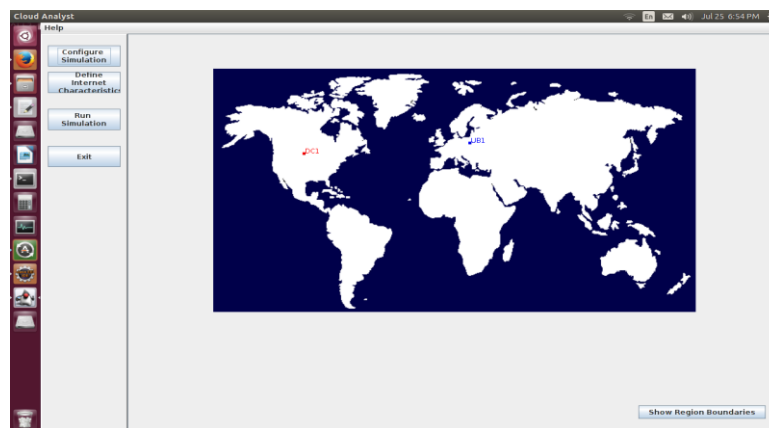 Cloud Analyst
En
Jul 25 6:54 PM
Help
Configure
Simulation
Define
Internet
Characteristics
Run
Simulation
Exit
DC1
UB1
Show Region Boundaries